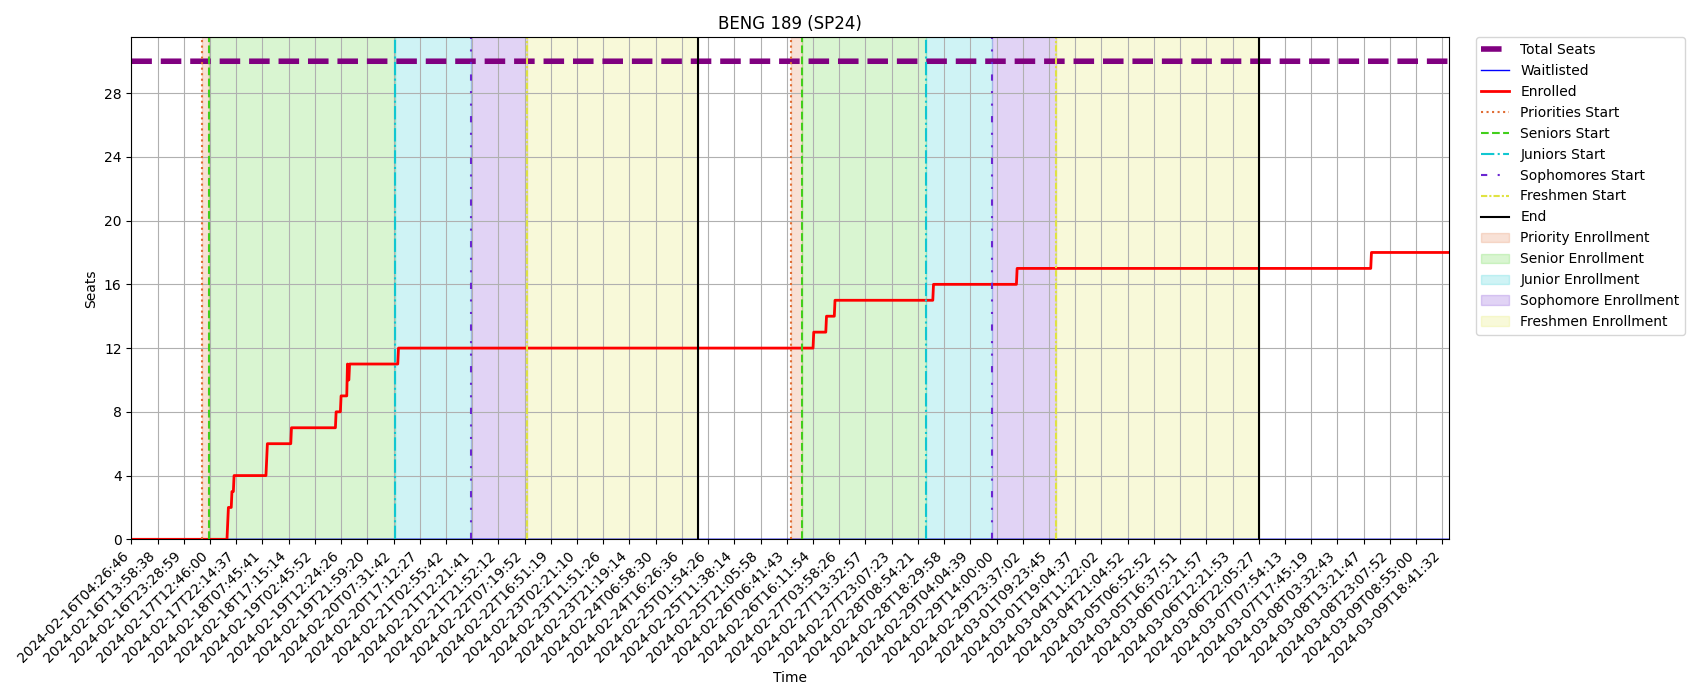 BENG 189 (SP24)
Seats
28
24
20
16
12
8
4
0
2024-02-16T04:26:46
2024-02-16T13:58:38
2024-02-16T23:28:59
2024-02-17T12:46:00
2024-02-17T22:14:37
2024-02-18T07:45:41
2024-02-18T17:15:14
2024-02-19T02:45:52
2024-02-19T12:24:26
2024-02-19T21:59:20
2024-02-20T07:31:42
2024-02-20T17:12:27
2024-02-21T02:55:42
2024-02-21T12:21:41
2024-02-21T21:52:12
2024-02-22T07:19:52
2024-02-22T16:51:19
2024-02-23T02:21:10
2024-02-23T11:51:26
2024-02-23T21:19:14
2024-02-24T06:58:30
2024-02-24T16:26:36
2024-02-25T01:54:26
2024-02-25T11:38:14
2024-02-25T21:05:58
2024-02-26T06:41:43
2024-02-26T16:11:54
2024-02-27T03:58:26
2024-02-27T13:32:57
2024-02-27T23:07:23
2024-02-28T08:54:21
2024-02-28T18:29:58
2024-02-29T04:04:39
2024-02-29T14:00:00
2024-02-29T23:37:02
2024-03-01T09:23:45
2024-03-01T19:04:37
2024-03-04T11:22:02
2024-03-04T21:04:52
2024-03-05T06:52:52
2024-03-05T16:37:51
2024-03-06T02:21:57
2024-03-06T12:21:53
2024-03-06T22:05:27
2024-03-07T07:54:13
2024-03-07T17:45:19
2024-03-08T03:32:43
2024-03-08T13:21:47
2024-03-08T23:07:52
2024-03-09T08:55:00
2024-03-09T18:41:32
Time
Total Seats
Waitlisted
Enrolled
Priorities Start
Seniors Start
Juniors Start
Sophomores Start
Freshmen Start
End
Priority Enrollment
Senior Enrollment
Junior Enrollment
Sophomore Enrollment
Freshmen Enrollment